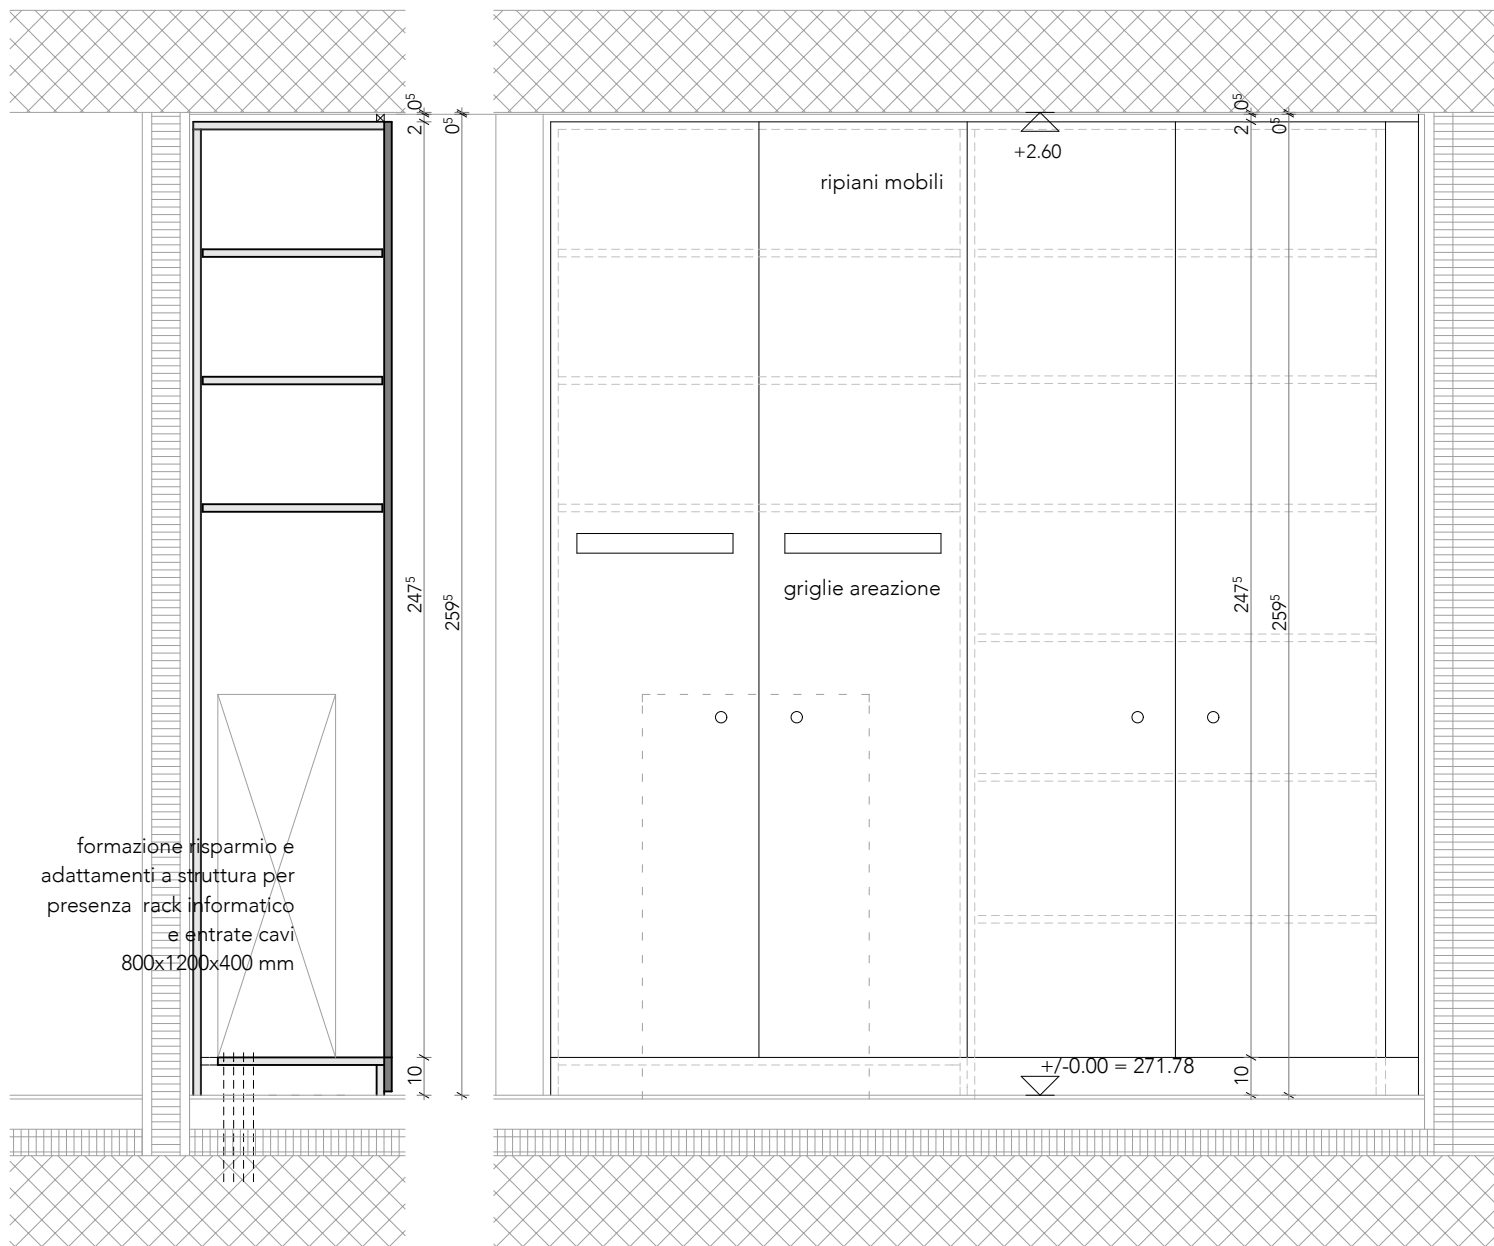 2 0⁵
0⁵
2 0⁵
0⁵
+2.60
ripiani mobili
247⁵
259⁵
griglie areazione
247⁵
259⁵
formazione risparmio e
adattamenti a struttura per
presenza rack informatico
e entrate cavi
800x1200x400 mm
10
+/-0.00 = 271.78
10